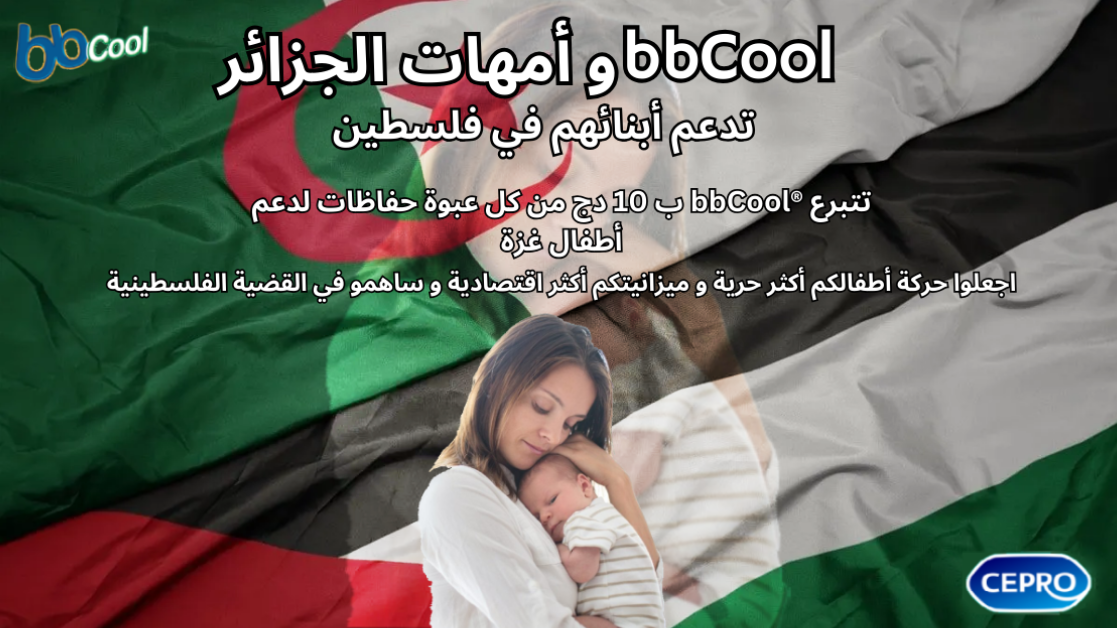 bbCool
bbCool و أمهات الجزائر
تدعم أبنائهم في فلسطين
تتبرع bbCool® ب 10 دج من كل عبوة حفاظات لدعم
أطفال غزة
اجعلوا حركة أطفالكم أكثر حرية و ميزانيتكم أكثر اقتصادية و ساهمو في القضية الفلسطينية
CEPRO